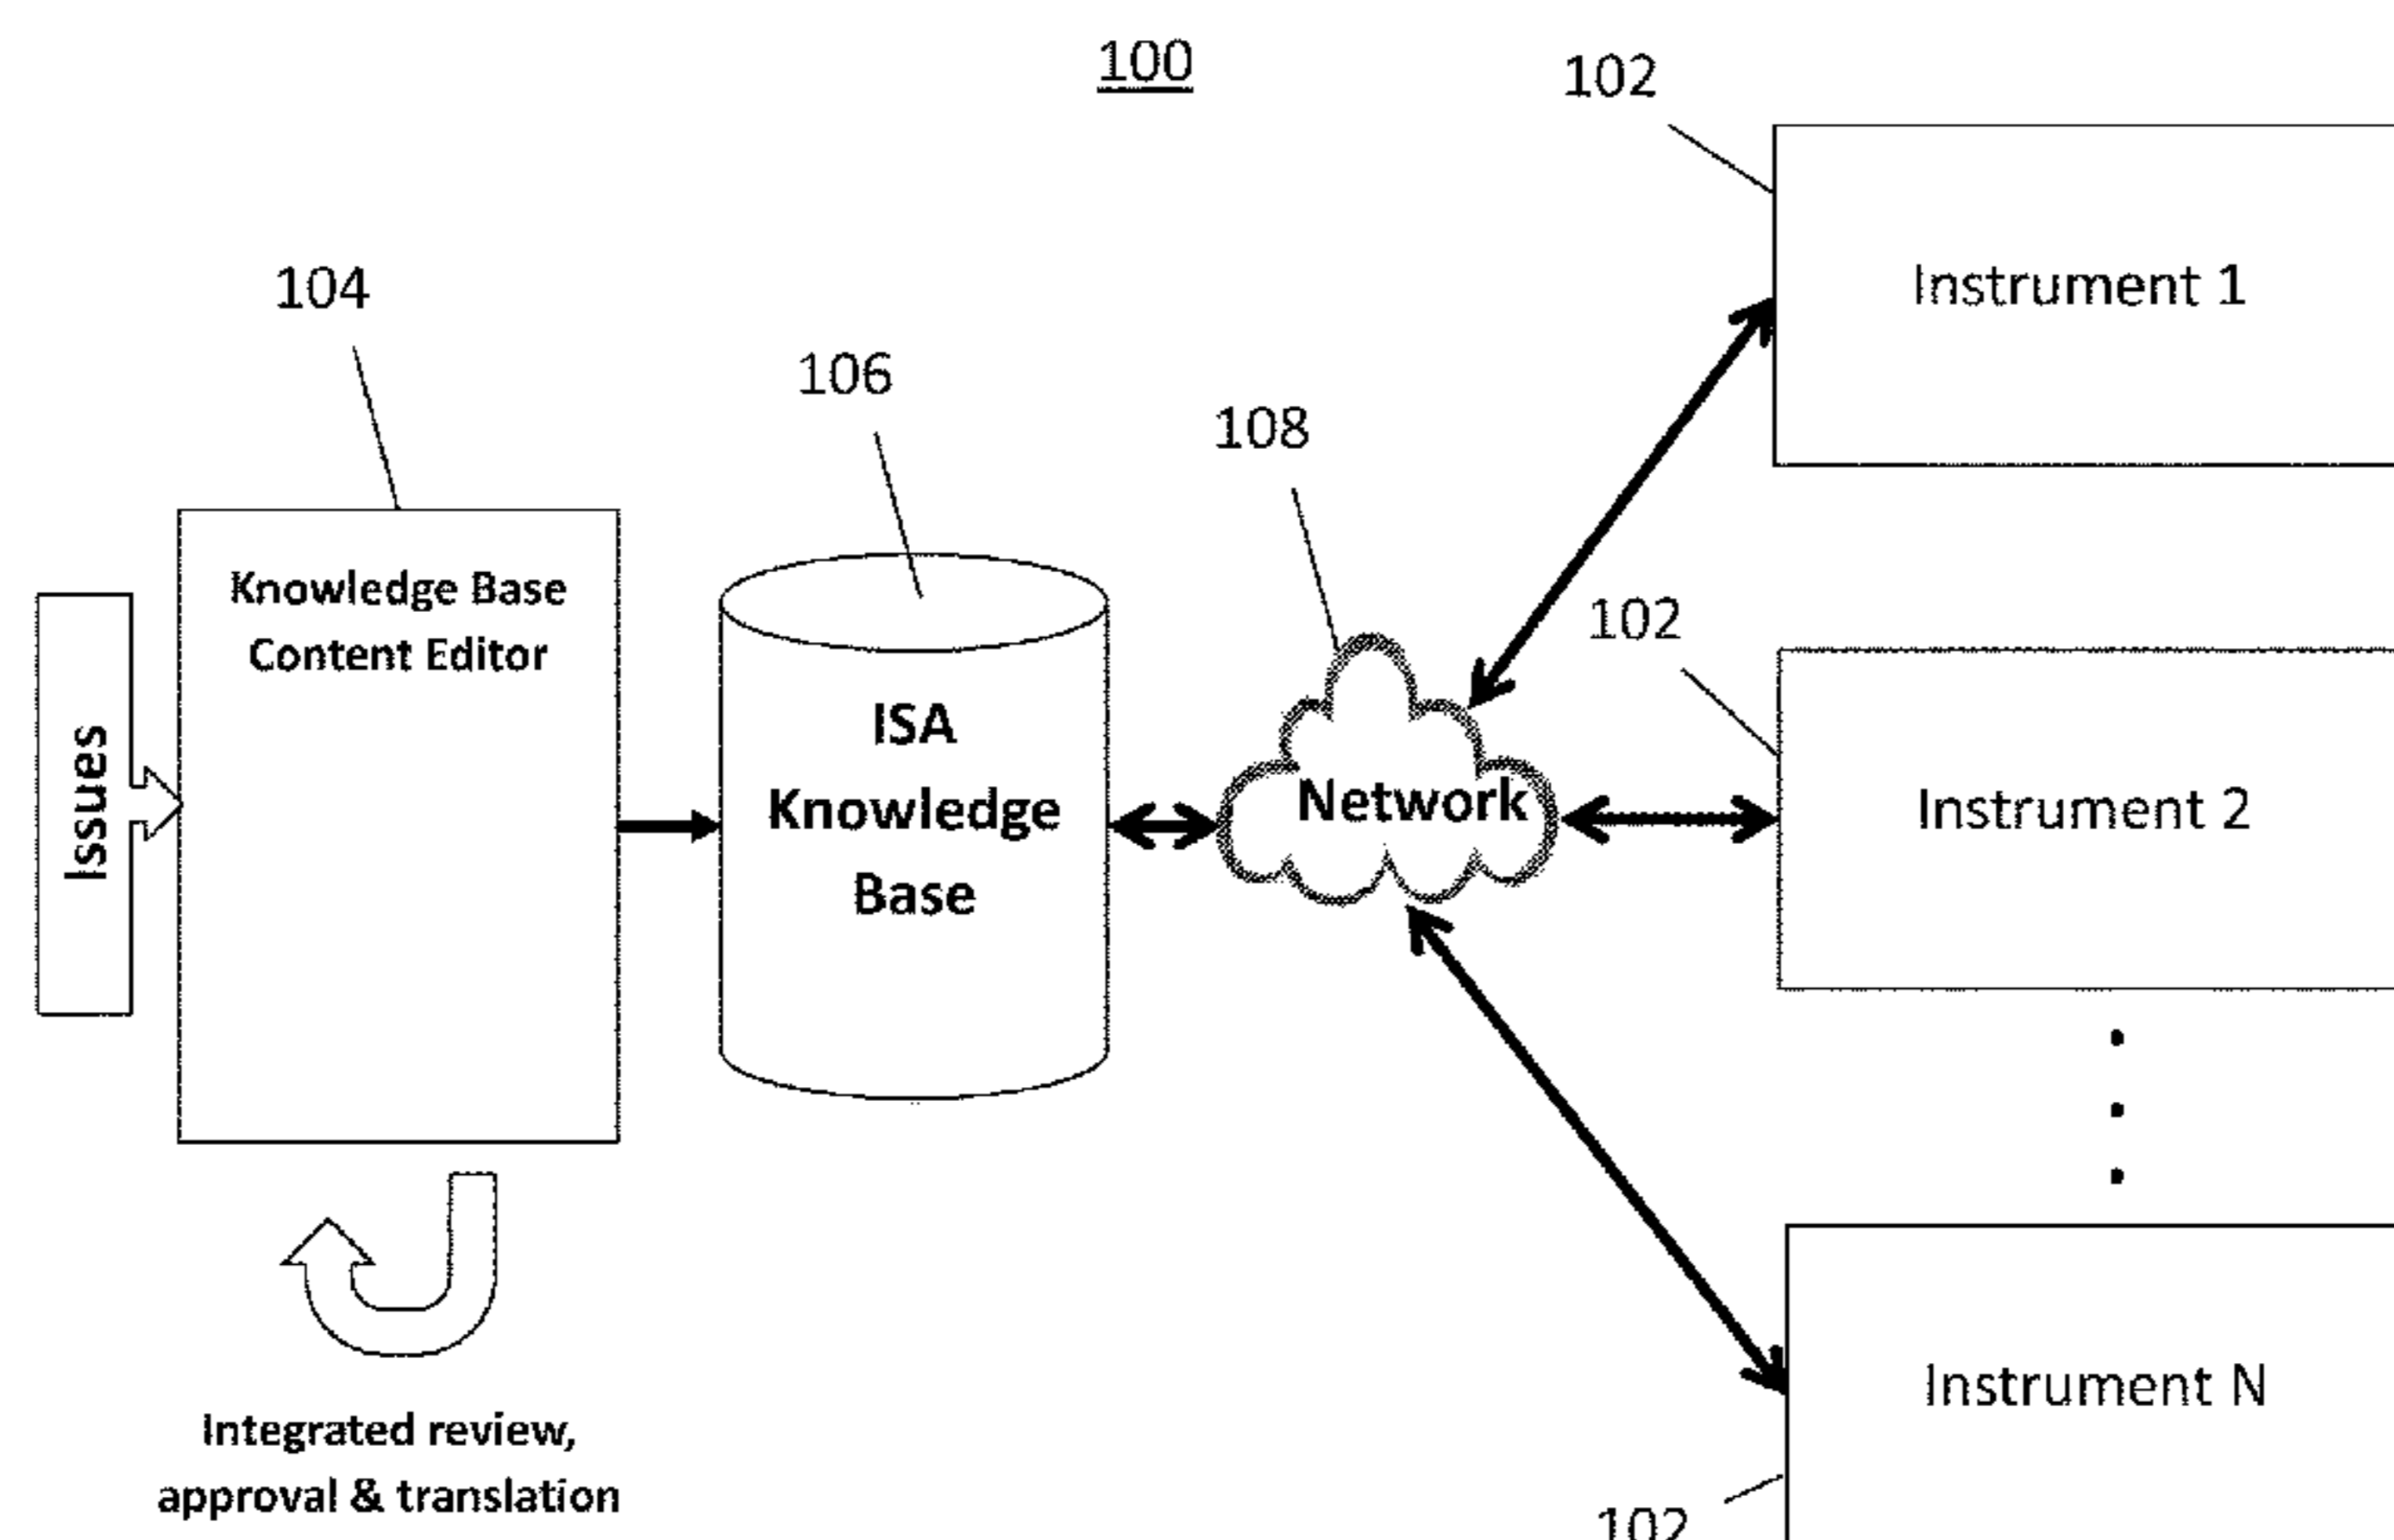 100
102
Instrument 1
104
106
108
Knowledge Base
Content Editor
102
Issues
ISA
Knowledge
Base
Network
Instrument 2
Instrument N
Integrated review,
approval & translation
102